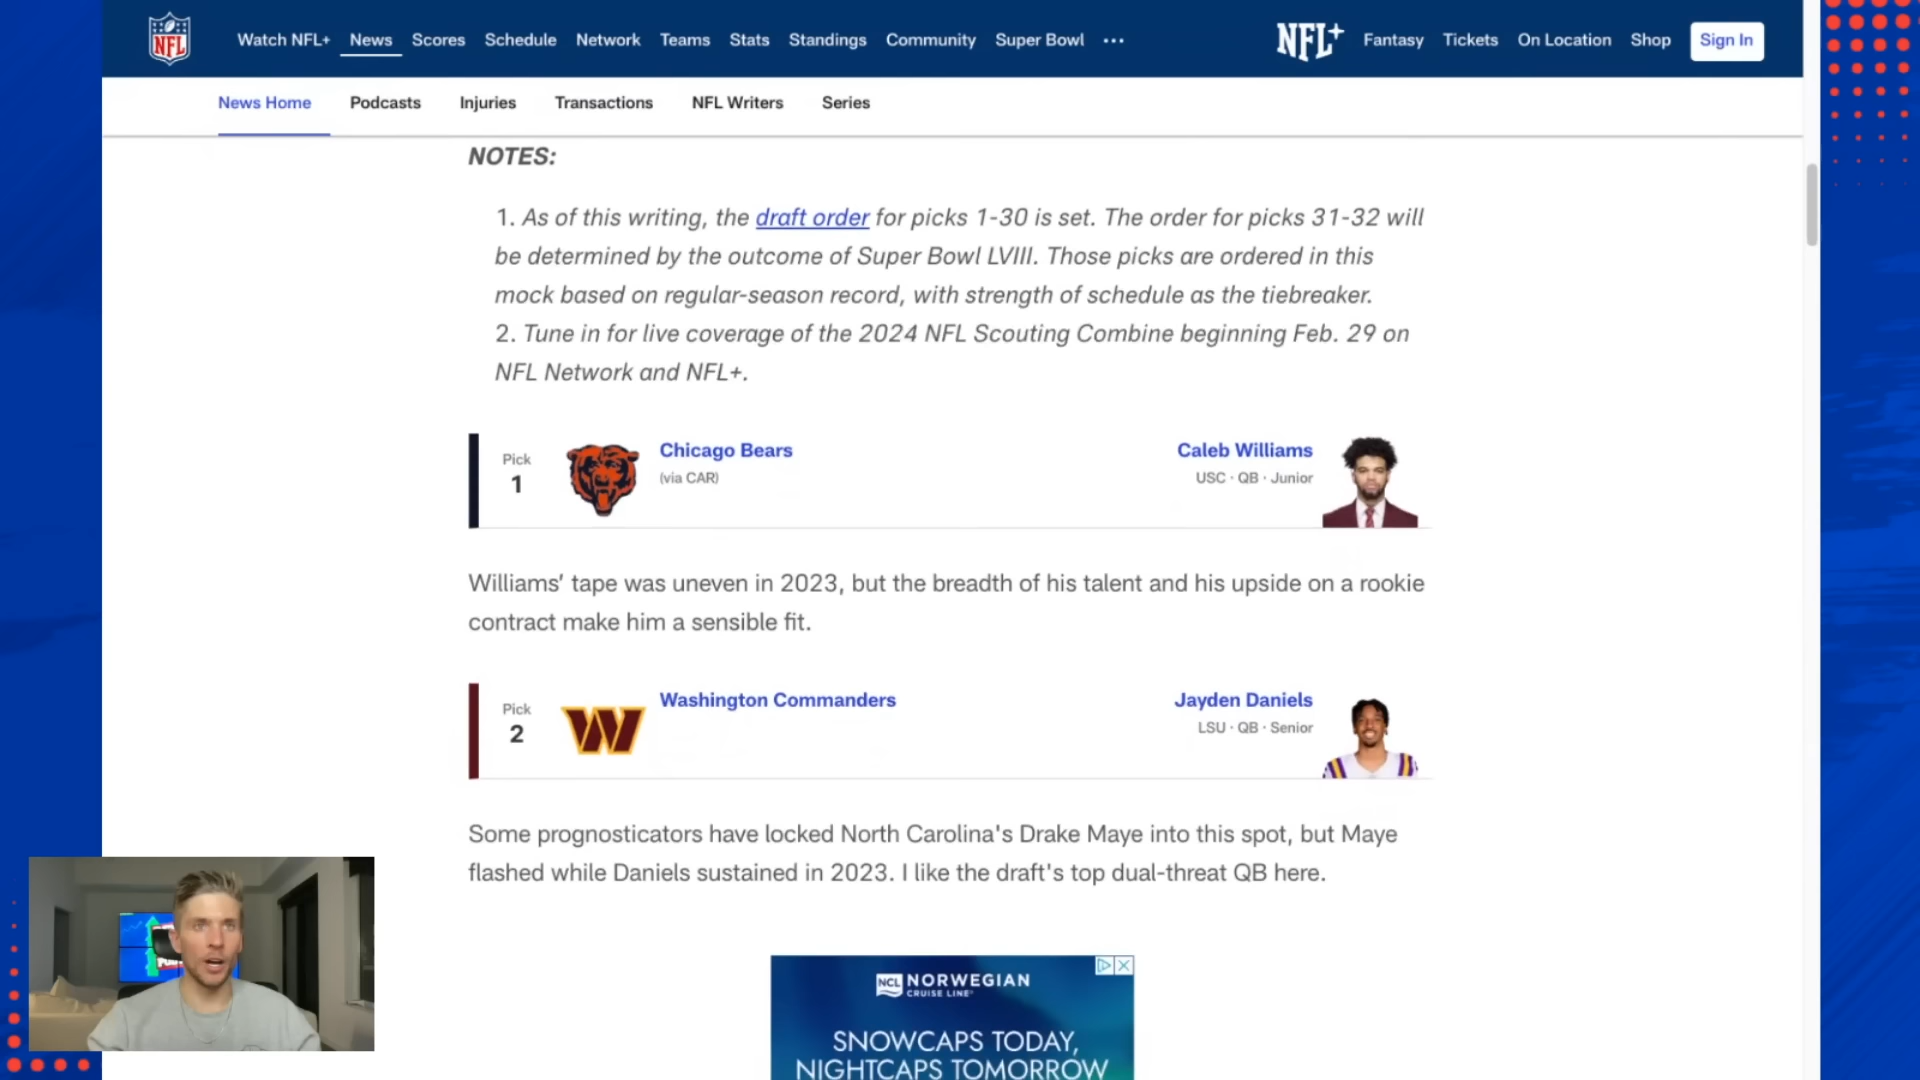 NFL
Watch NFL+ News Scores Schedule Network Teams Stats Standings Community Super Bowl ••• NFL+ Fantasy Tickets On Location Shop Sign In
News Home Podcasts Injuries Transactions NFL Writers Series
NOTES:
1. As of this writing, the draft order for picks 1-30 is set. The order for picks 31-32 will
be determined by the outcome of Super Bowl LVIII. Those picks are ordered in this
mock based on regular-season record, with strength of schedule as the tiebreaker.
2. Tune in for live coverage of the 2024 NFL Scouting Combine beginning Feb. 29 on
NFL Network and NFL+.
Pick
1
Chicago Bears
(via CAR)
Caleb Williams
USC · QB · Junior
Williams’ tape was uneven in 2023, but the breadth of his talent and his upside on a rookie
contract make him a sensible fit.
Pick
2
W
Washington Commanders
Jayden Daniels
LSU · QB · Senior
Some prognosticators have locked North Carolina's Drake Maye into this spot, but Maye
flashed while Daniels sustained in 2023. I like the draft's top dual-threat QB here.
NCL NORWEGIAN
CRUISE LINE®
SNOWCAPS TODAY,
NIGHTCAPS TOMORROW